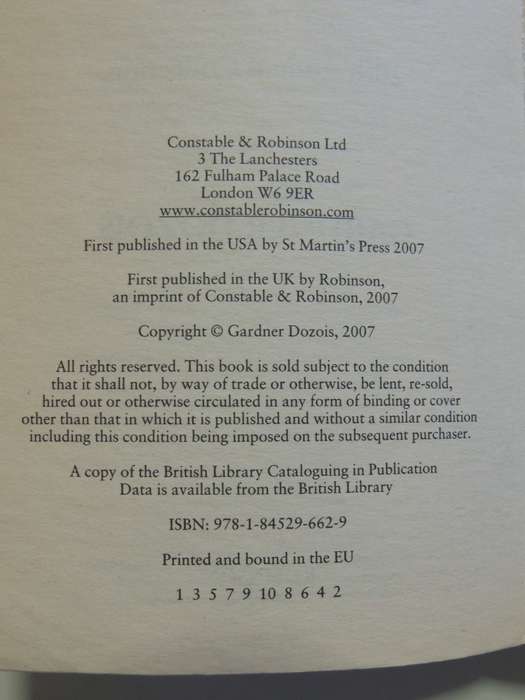 Constable & Robinson Ltd
3 The Lanchesters
162 Fulham Palace Road
London W6 9ER
www.constablerobinson.com
First published in the USA by St Martin's Press 2007
First published in the UK by Robinson,
an imprint of Constable & Robinson, 2007
Copyright © Gardner Dozois, 2007
All rights reserved. This book is sold subject to the condition
that it shall not, by way of trade or otherwise, be lent, re-sold,
hired out or otherwise circulated in any form of binding or cover
other than that in which it is published and without a similar condition
including this condition being imposed on the subsequent purchaser.
A copy of the British Library Cataloguing in Publication
Data is available from the British Library
ISBN: 978-1-84529-662-9
Printed and bound in the EU
1 3 5 7 9 10 8 6 4 2